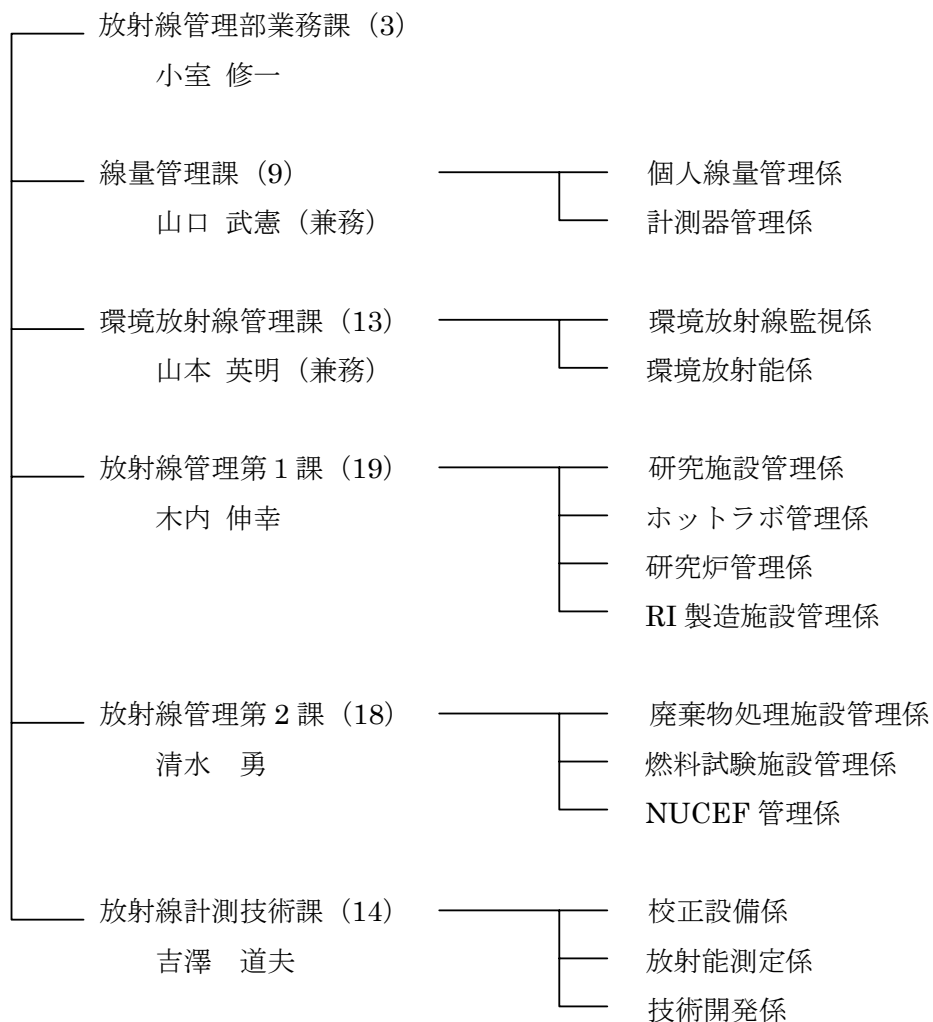 放射線管理部業務課（3）
小室 修一
線量管理課（9）
山口 武憲（兼務）
個人線量管理係
計測器管理係
環境放射線管理課（13）
山本 英明（兼務）
環境放射線監視係
環境放射能係
放射線管理第1課（19）
木内 伸幸
研究施設管理係
ホットラボ管理係
研究炉管理係
RI 製造施設管理係
放射線管理第2課（18）
清水　勇
廃棄物処理施設管理係
燃料試験施設管理係
NUCEF 管理係
放射線計測技術課（14）
吉澤　道夫
校正設備係
放射能測定係
技術開発係